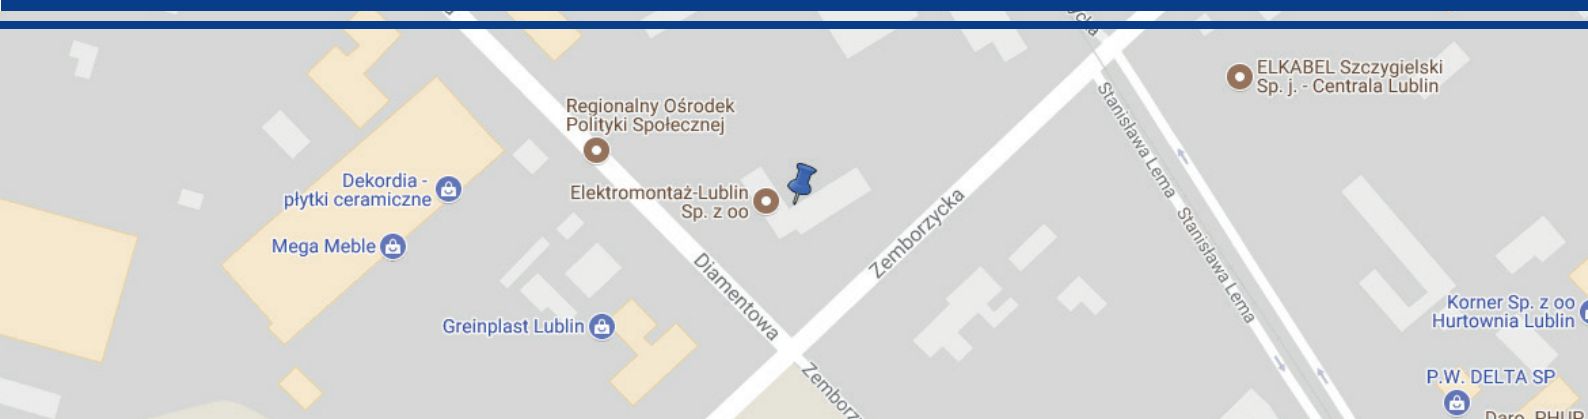 ELKABEL Szczygielski
Sp. j. - Centrala Lublin
Regionalny Ośrodek
Polityki Społecznej
Stanisława Lema
Dekordia -
płytki ceramiczne
Elektromontaż-Lublin
Sp. z oo
Zemborzycka
Stanisława Lema
Mega Meble
Diamentowa
Korner Sp. z oo
Hurtownia Lublin
Greinplast Lublin
P.W. DELTA SP